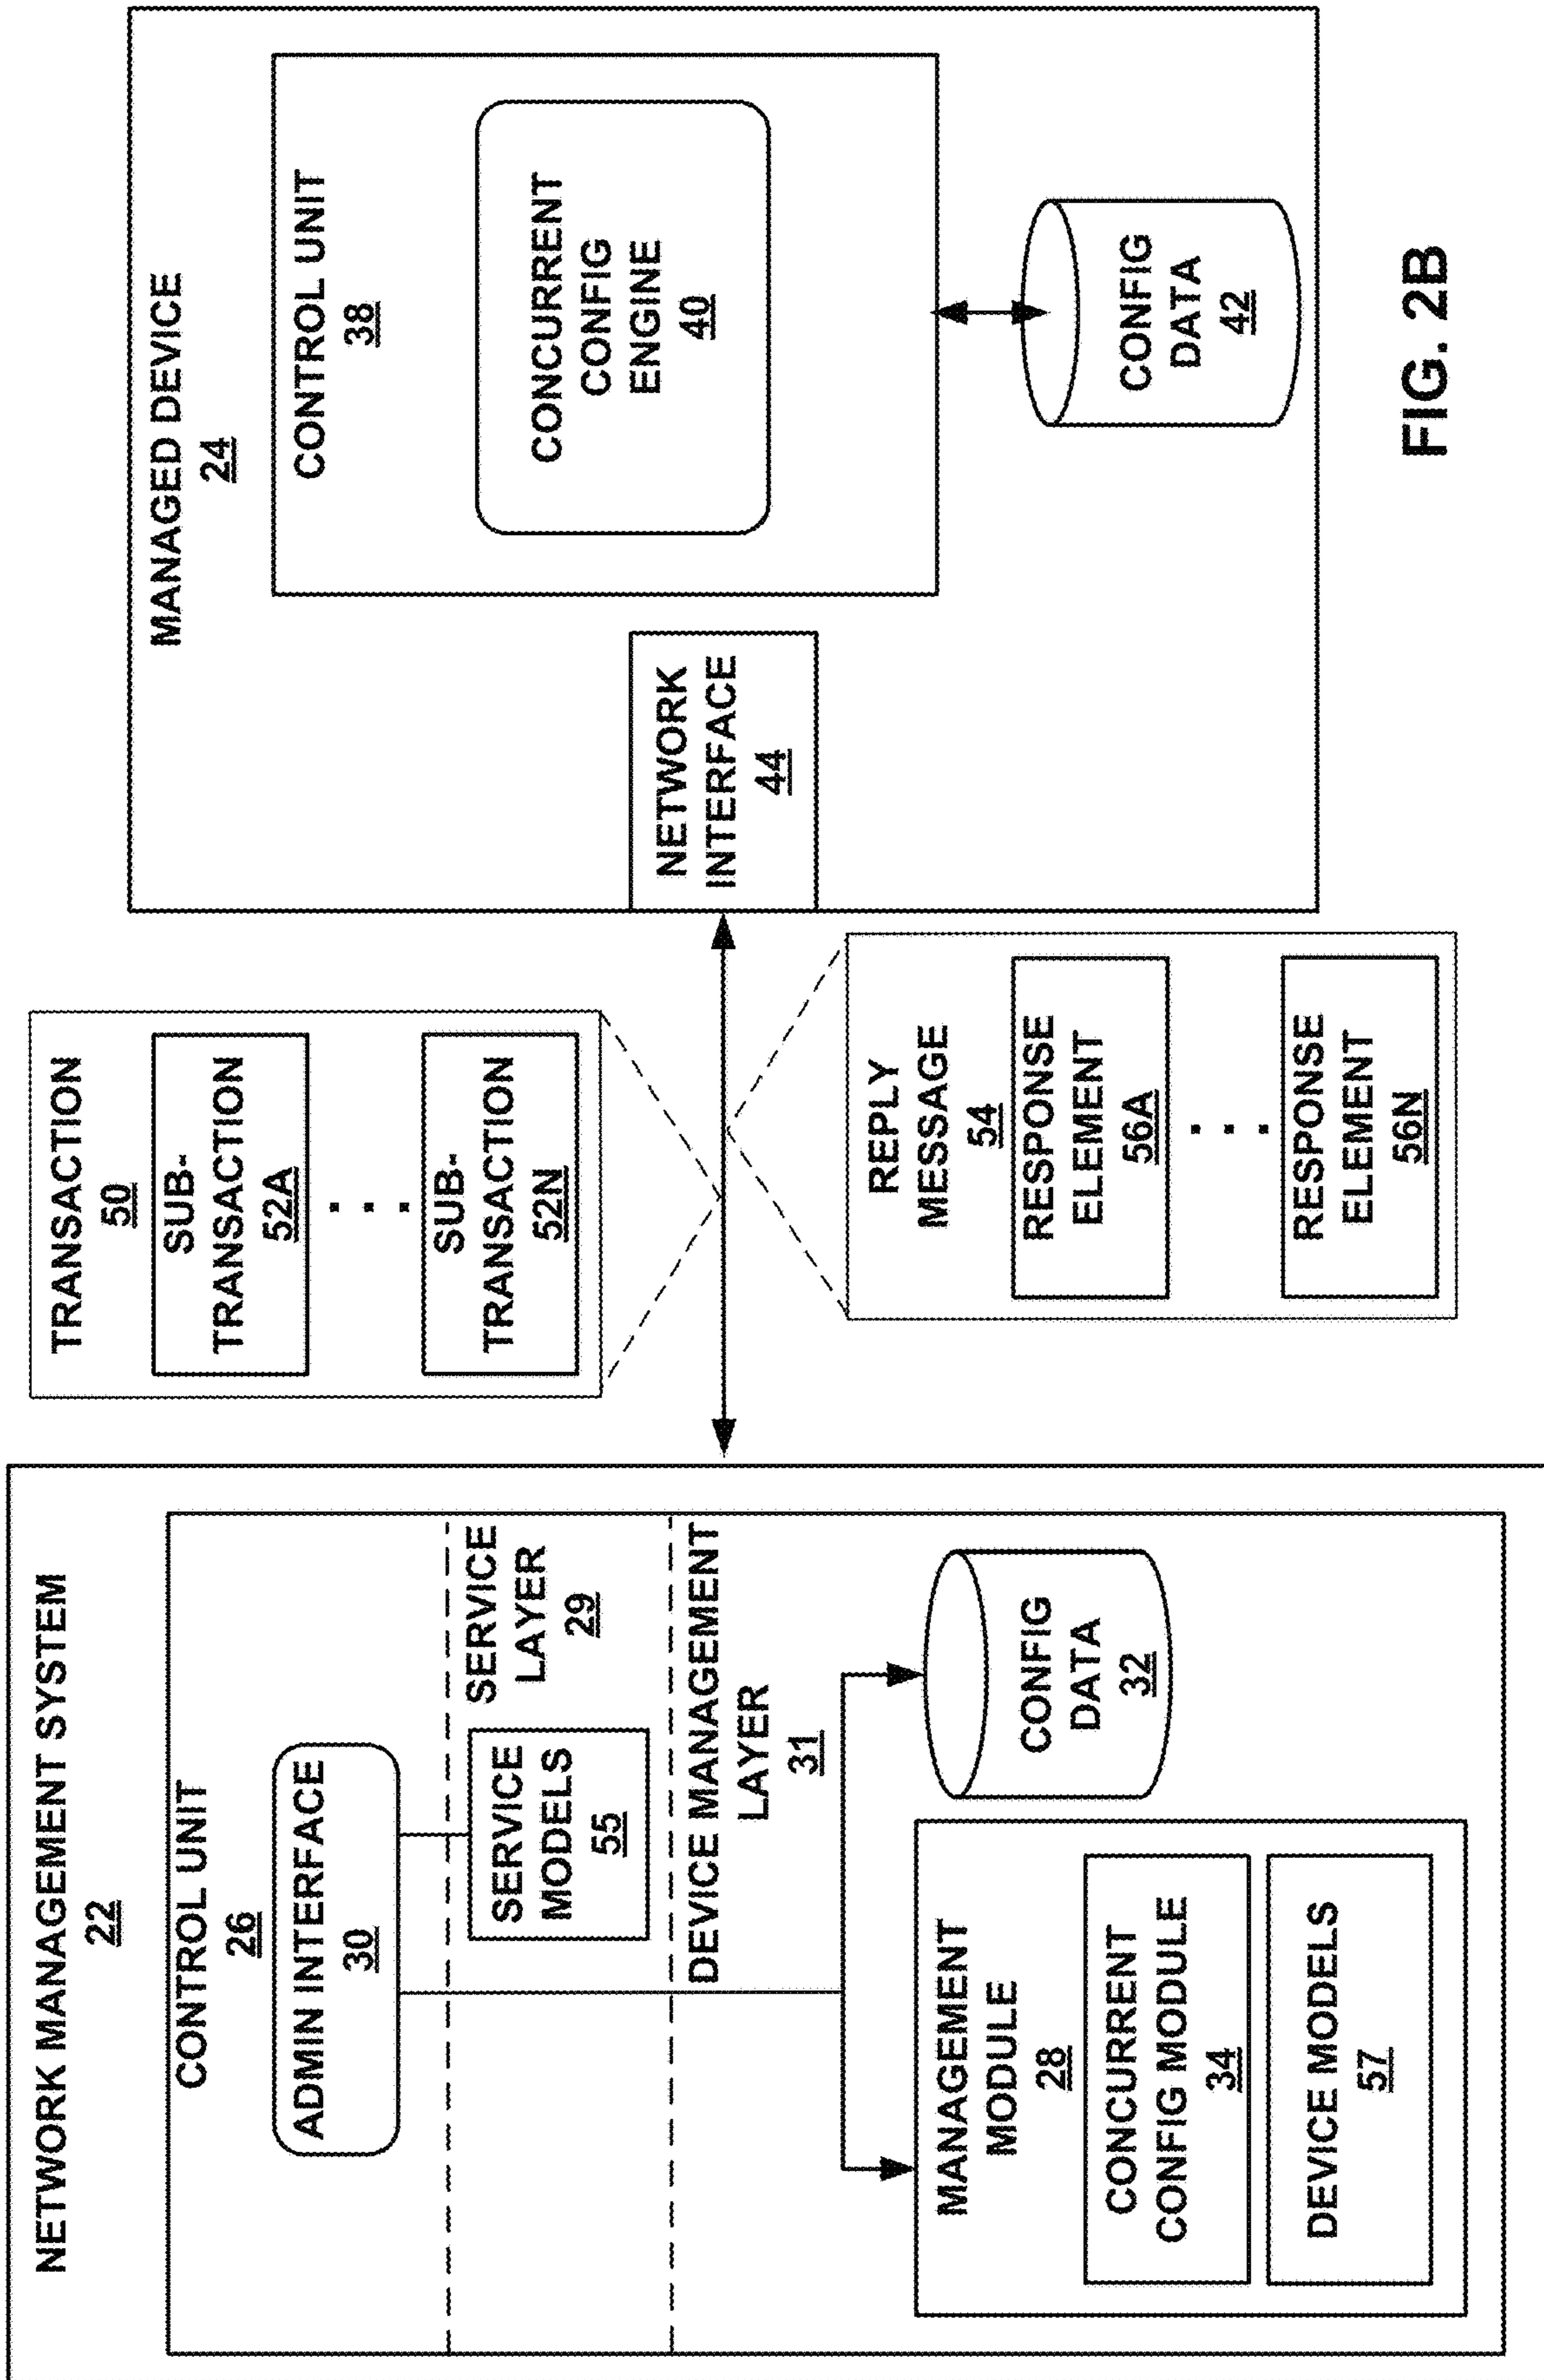 NETWORK MANAGEMENT SYSTEM
22
CONTROL UNIT
26
ADMIN INTERFACE
30
SERVICE
LAYER
29
SERVICE
MODELS
55
DEVICE MANAGEMENT
LAYER
31
MANAGEMENT
MODULE
28
CONCURRENT
CONFIG MODULE
34
DEVICE MODELS
57
CONFIG
DATA
32
TRANSACTION
50
SUB-
TRANSACTION
52A
. . .
SUB-
TRANSACTION
52N
REPLY
MESSAGE
54
RESPONSE
ELEMENT
56A
. . .
RESPONSE
ELEMENT
56N
MANAGED DEVICE
24
NETWORK
INTERFACE
44
CONTROL UNIT
38
CONCURRENT
CONFIG
ENGINE
40
CONFIG
DATA
42
FIG. 2B